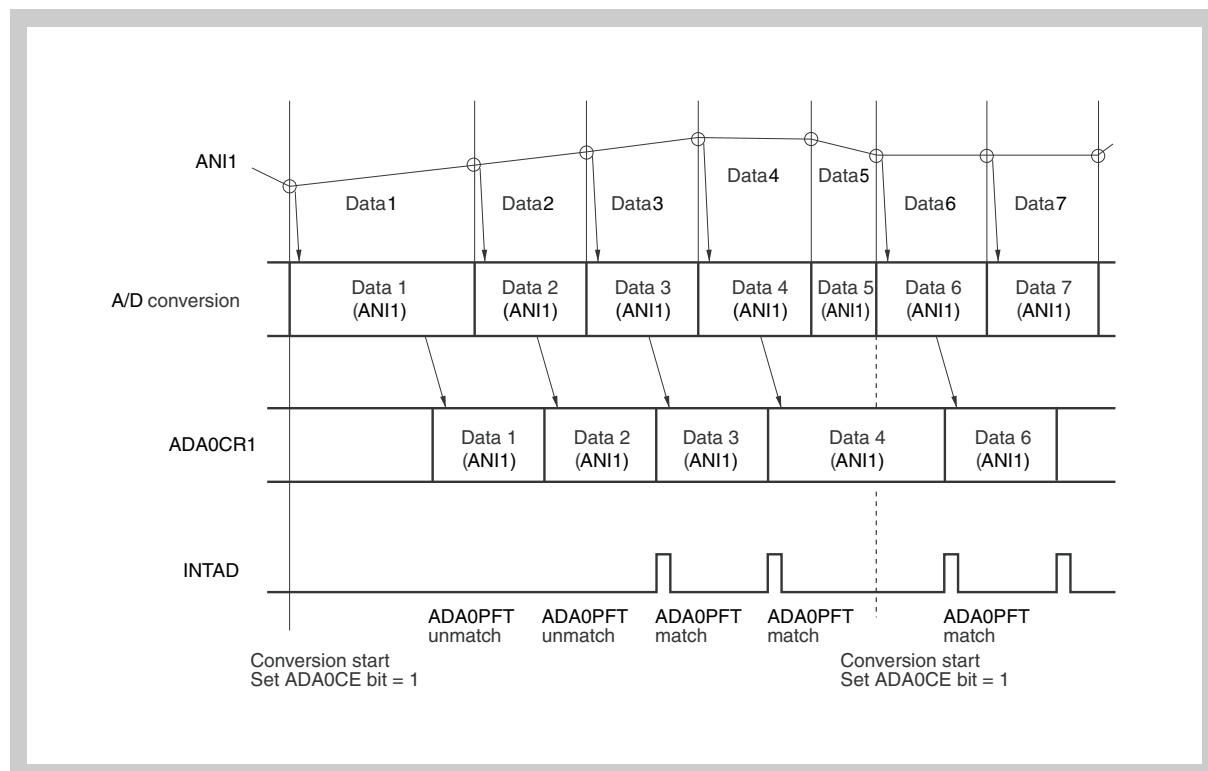 ANI1
Data1
Data2
Data3
Data4
Data5
Data6
Data7
A/D conversion
Data 1
(ANI1)
Data 2
(ANI1)
Data 3
(ANI1)
Data 4
(ANI1)
Data 5
(ANI1)
Data 6
(ANI1)
Data 7
(ANI1)
ADA0CR1
Data 1
(ANI1)
Data 2
(ANI1)
Data 3
(ANI1)
Data 4
(ANI1)
Data 6
(ANI1)
INTAD
ADA0PFT
unmatch
ADA0PFT
unmatch
ADA0PFT
match
ADA0PFT
match
ADA0PFT
match
Conversion start
Set ADA0CE bit = 1
Conversion start
Set ADA0CE bit = 1